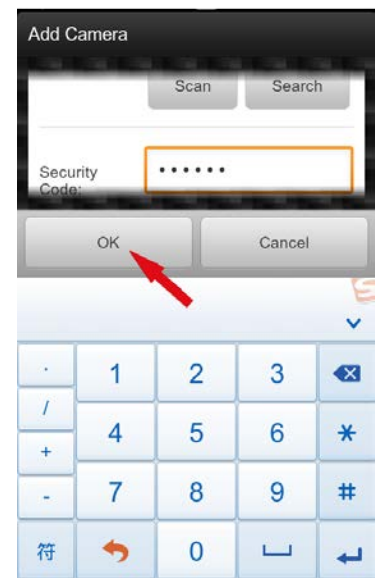 Add Camera
Scan Search
Security
Code:
••••••
OK Cancel
. 1 2 3
/
4 5 6 *
+
- 7 8 9 #
符 0